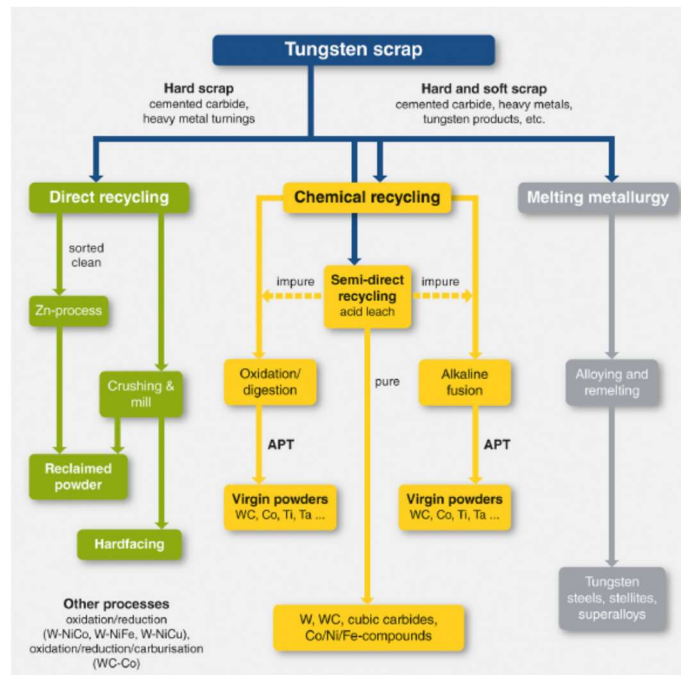 Tungsten scrap
Hard scrap
cemented carbide,
heavy metal turnings
Hard and soft scrap
cemented carbide, heavy metals,
tungsten products, etc.
Direct recycling
Chemical recycling
Melting metallurgy
sorted
clean
impure
Semi-direct
recycling
acid leach
impure
Zn-process
Oxidation/
digestion
pure
Alkaline
fusion
Alloying and
remelting
Crushing &
mill
APT
APT
Reclaimed
powder
Virgin powders
WC, Co, Ti, Ta ...
Virgin powders
WC, Co, Ti, Ta ...
Hardfacing
Tungsten
steels, stellites,
superalloys
Other processes
oxidation/reduction
(W-NiCo, W-NiFe, W-NiCu),
oxidation/reduction/carburisation
(WC-Co)
W, WC, cubic carbides,
Co/Ni/Fe-compounds